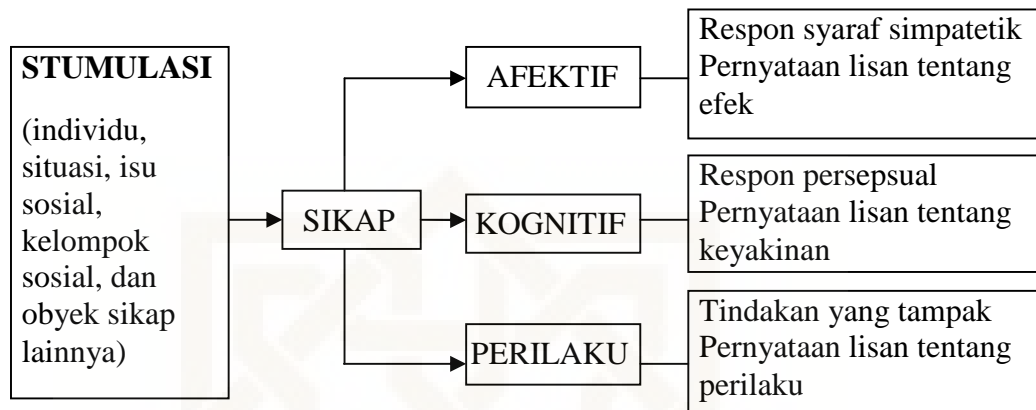 STUMULASI
(individu,
situasi, isu
sosial,
kelompok
sosial, dan
obyek sikap
lainnya)
SIKAP
AFEKTIF
Respon syaraf simpatetik
Pernyataan lisan tentang
efek
KOGNITIF
Respon persepsual
Pernyataan lisan tentang
keyakinan
PERILAKU
Tindakan yang tampak
Pernyataan lisan tentang
perilaku